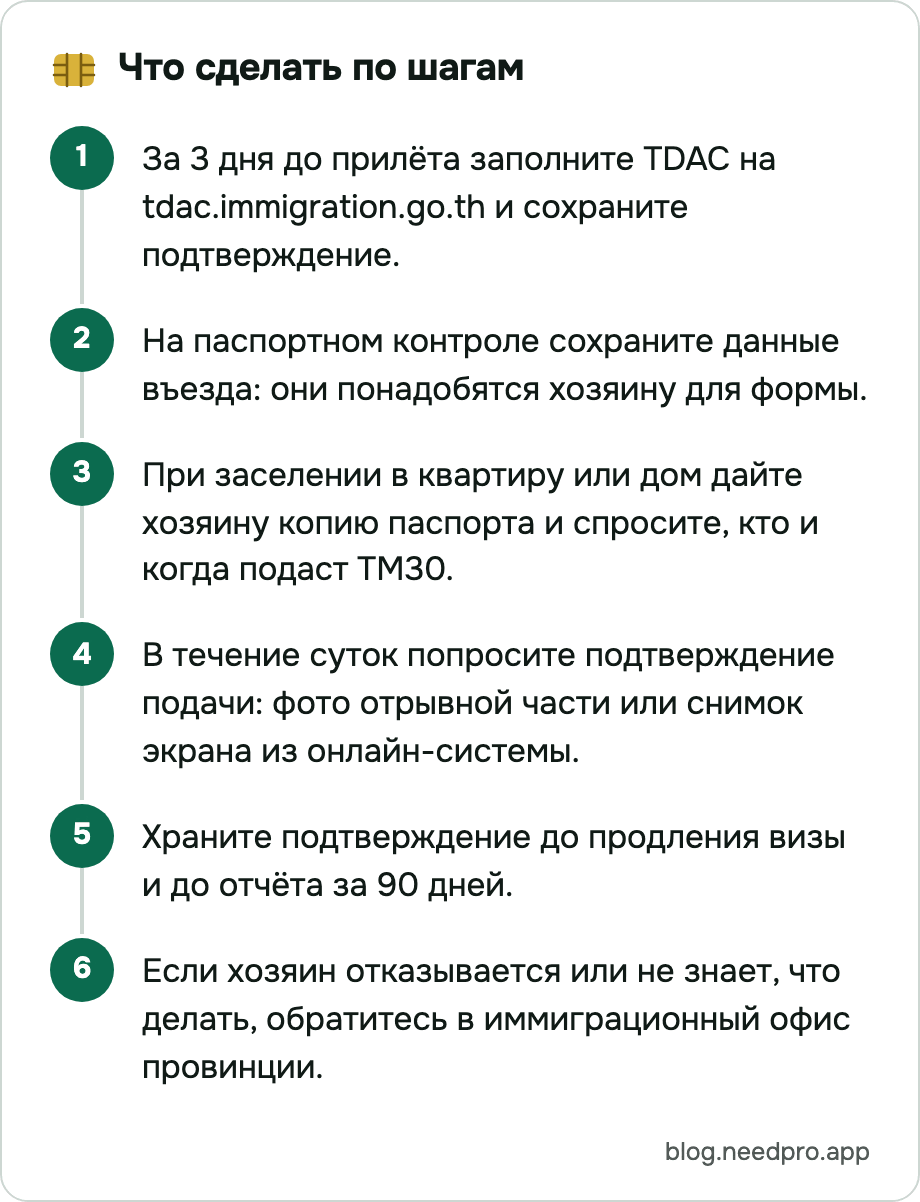 Что сделать по шагам
1
За 3 дня до прилёта заполните TDAC на
tdac.immigration.go.th и сохраните
подтверждение.
2
На паспортном контроле сохраните данные
въезда: они понадобятся хозяину для формы.
3
При заселении в квартиру или дом дайте
хозяину копию паспорта и спросите, кто и
когда подаст TM30.
4
В течение суток попросите подтверждение
подачи: фото отрывной части или снимок
экрана из онлайн-системы.
5
Храните подтверждение до продления визы
и до отчёта за 90 дней.
6
Если хозяин отказывается или не знает, что
делать, обратитесь в иммиграционный офис
провинции.
blog.needpro.app